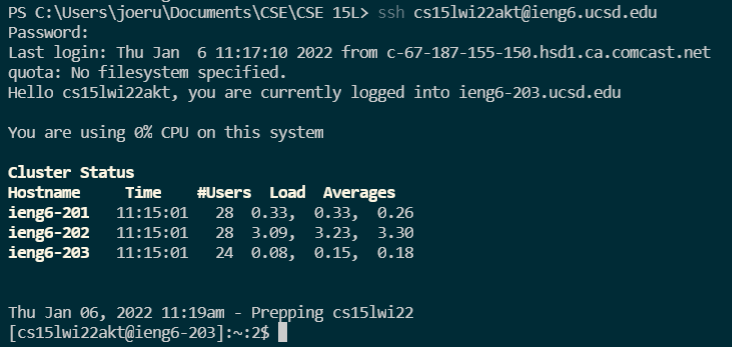 PS C:\Users\joeru\Documents\CSE\CSE 15L> ssh cs15lwi22akt@ieng6.ucsd.edu
Password:
Last login: Thu Jan  6 11:17:10 2022 from c-67-187-155-150.hsd1.ca.comcast.net
quota: No filesystem specified.
Hello cs15lwi22akt, you are currently logged into ieng6-203.ucsd.edu
You are using 0% CPU on this system
Cluster Status
Hostname     Time    #Users  Load  Averages
ieng6-201   11:15:01   28  0.33,  0.33,  0.26
ieng6-202   11:15:01   28  3.09,  3.23,  3.30
ieng6-203   11:15:01   24  0.08,  0.15,  0.18
Thu Jan 06, 2022 11:19am - Prepping cs15lwi22
[cs15lwi22akt@ieng6-203]:~:2$